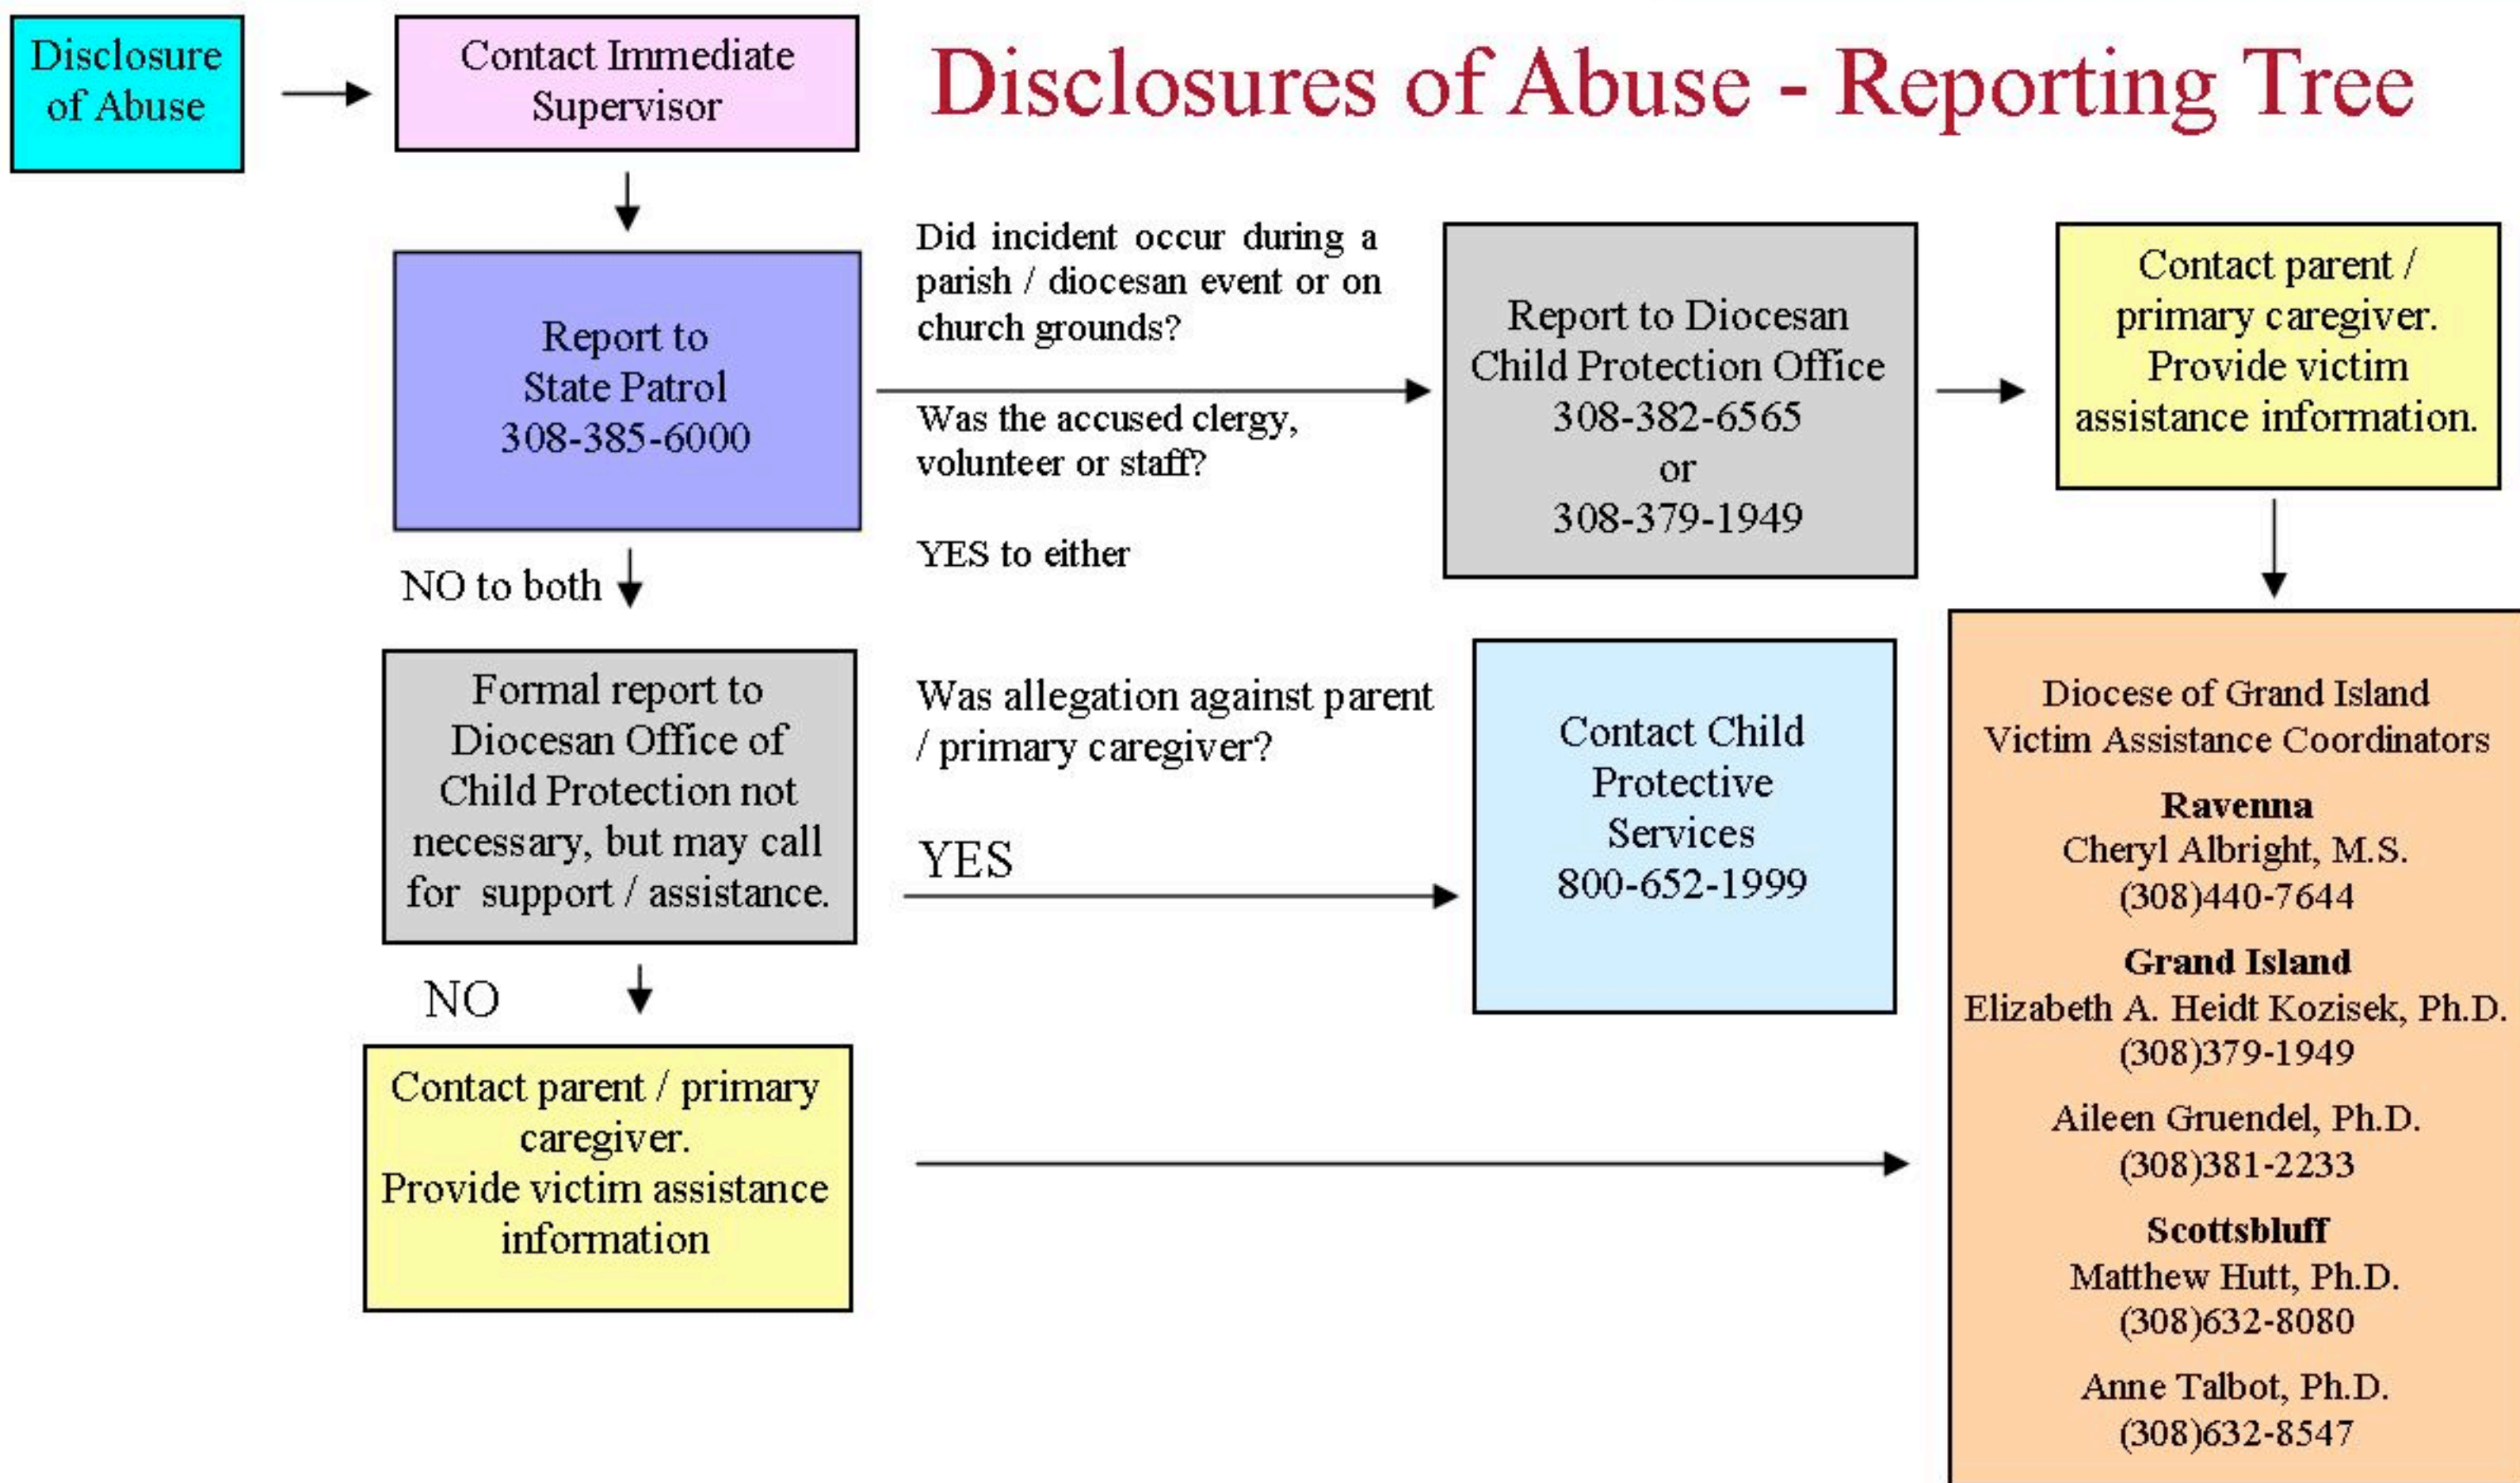 Disclosure
of Abuse
Contact Immediate
Supervisor
Disclosures of Abuse - Reporting Tree
Report to
State Patrol
308-385-6000
Did incident occur during a
parish / diocesan event or on
church grounds?
Was the accused clergy,
volunteer or staff?
YES to either
Report to Diocesan
Child Protection Office
308-382-6565
or
308-379-1949
Contact parent /
primary caregiver.
Provide victim
assistance information.
NO to both
Formal report to
Diocesan Office of
Child Protection not
necessary, but may call
for support / assistance.
Was allegation against parent
/ primary caregiver?
YES
Contact Child
Protective
Services
800-652-1999
NO
Contact parent / primary
caregiver.
Provide victim assistance
information
Diocese of Grand Island
Victim Assistance Coordinators
Ravenna
Cheryl Albright, M.S.
(308)440-7644
Grand Island
Elizabeth A. Heidt Kozisek, Ph.D.
(308)379-1949
Aileen Gruendel, Ph.D.
(308)381-2233
Scottsbluff
Matthew Hutt, Ph.D.
(308)632-8080
Anne Talbot, Ph.D.
(308)632-8547